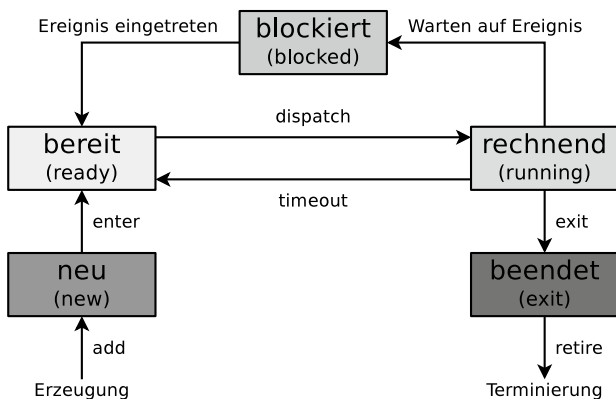 Ereignis eingetreten
blockiert
(blocked)
Warten auf Ereignis
dispatch
bereit
(ready)
rechnend
(running)
timeout
enter
exit
neu
(new)
beendet
(exit)
add
retire
Erzeugung
Terminierung